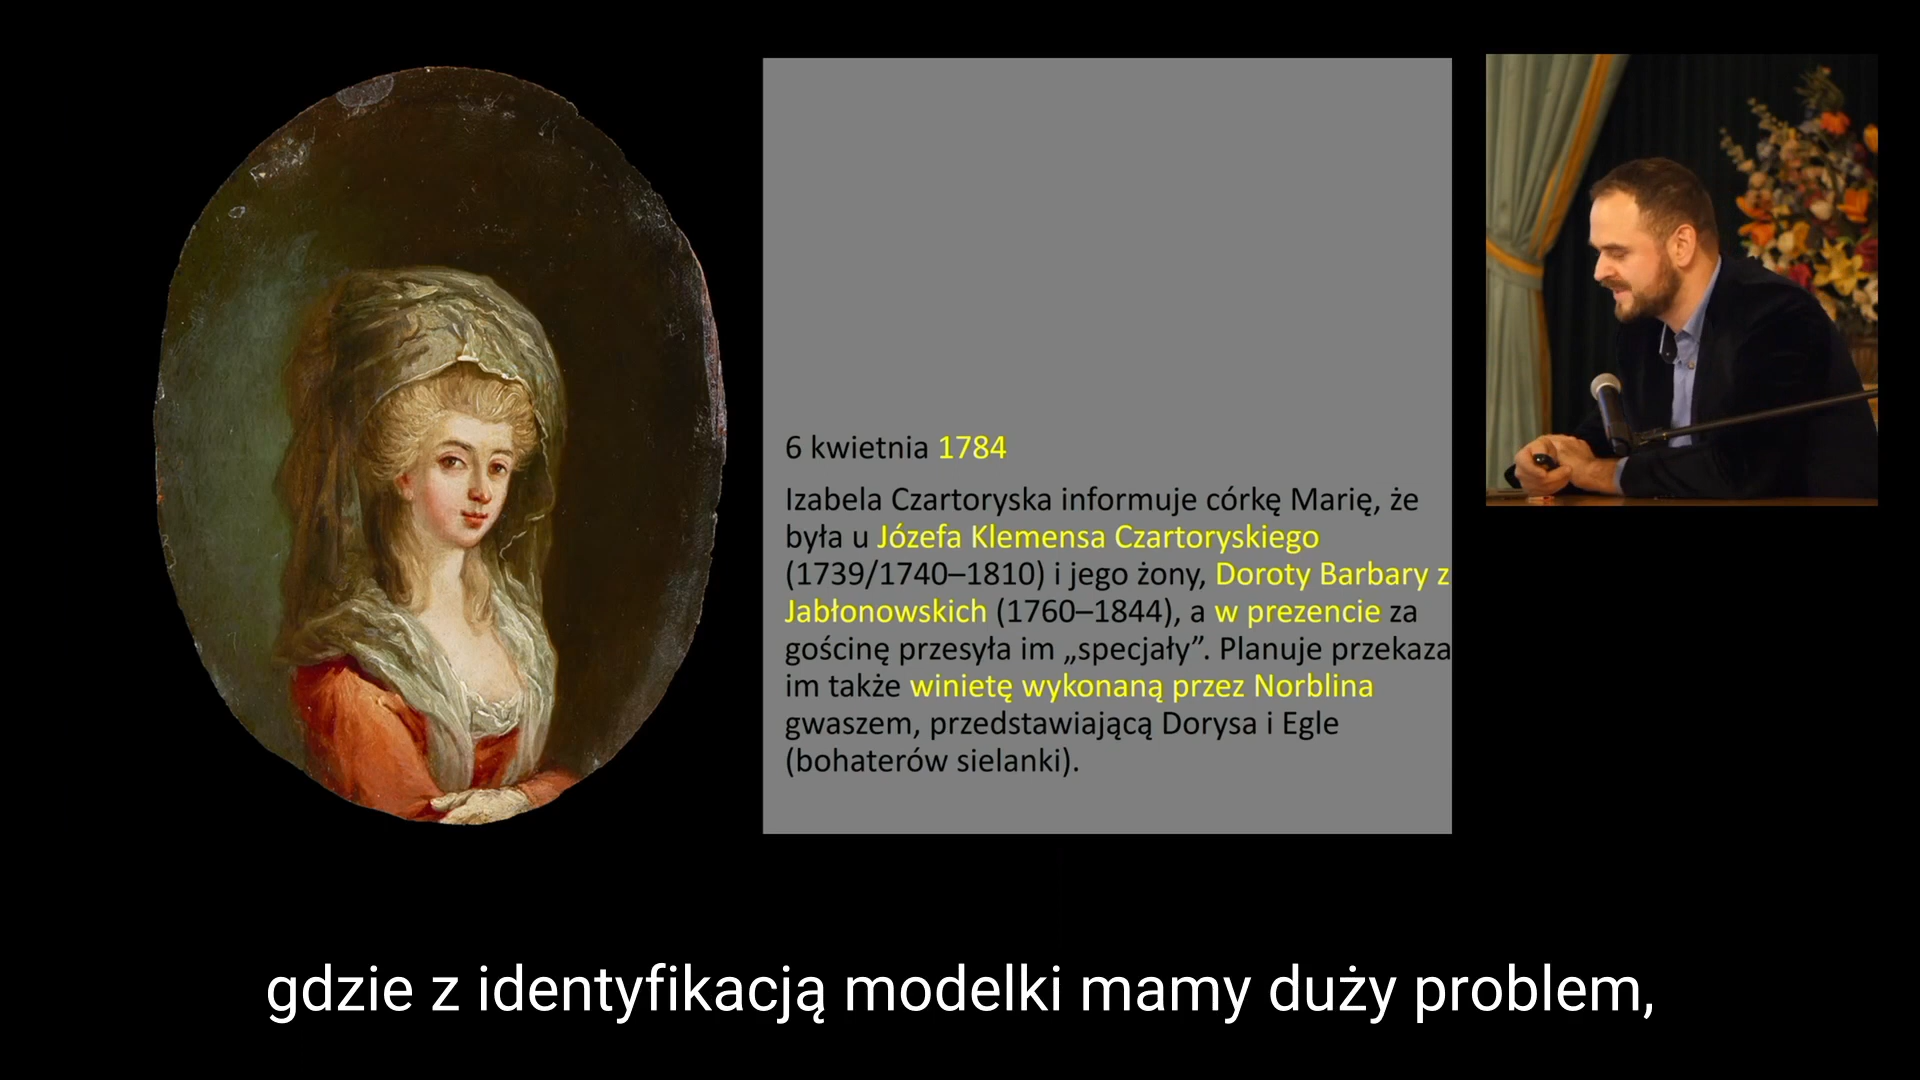 6 kwietnia 1784
Izabela Czartoryska informuje córkę Marię, że
była u Józefa Klemensa Czartoryskiego
(1739/1740–1810) i jego żony, Doroty Barbary z
Jabłonowskich (1760–1844), a w prezencie za
gościnę przesyła im „specjały”. Planuje przekaza
im także winietę wykonaną przez Norblina
gwaszem, przedstawiającą Dorysa i Egle
(bohaterów sielanki).
gdzie z identyfikacją modelki mamy duży problem,